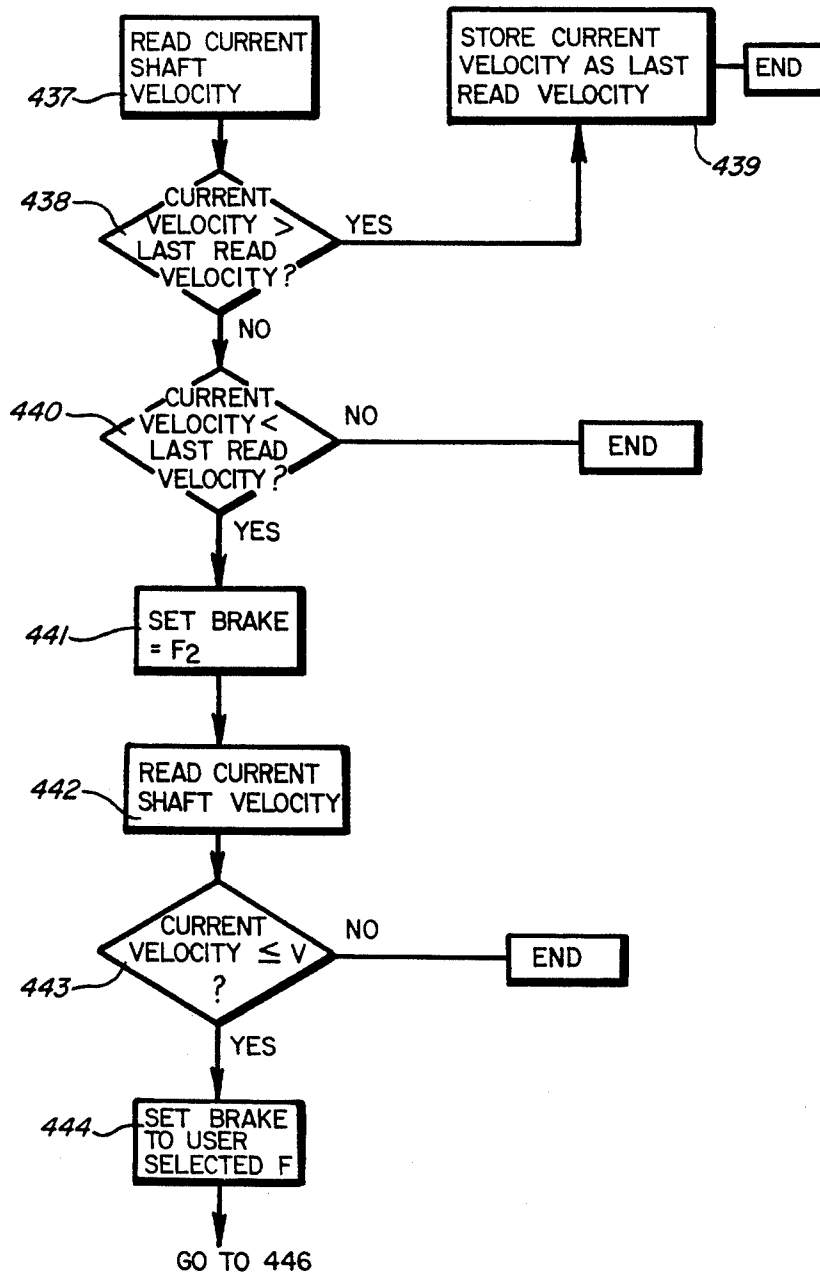 READ CURRENT
SHAFT
VELOCITY
437
STORE CURRENT
VELOCITY AS LAST
READ VELOCITY
439
END
438
CURRENT
VELOCITY >
LAST READ
VELOCITY?
YES
NO
440
CURRENT
VELOCITY <
LAST READ
VELOCITY?
NO
END
YES
441
SET BRAKE
= F2
442
READ CURRENT
SHAFT VELOCITY
443
CURRENT
VELOCITY ≤ V
?
NO
END
YES
444
SET BRAKE
TO USER
SELECTED F
GO TO 446